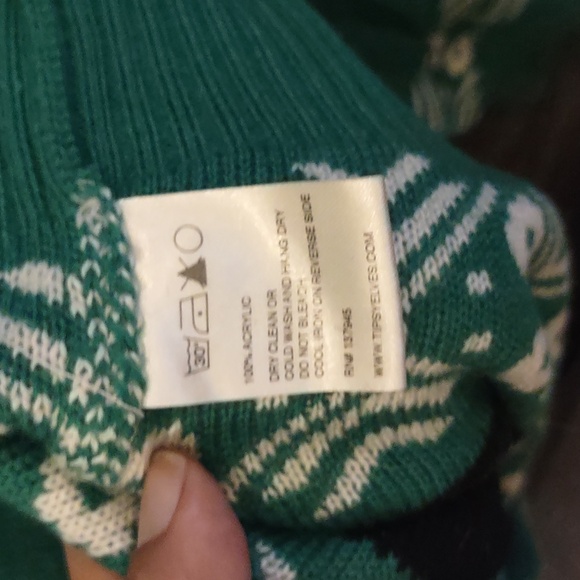 30°
100% ACRYLIC
DRY CLEAN OR
COLD WASH AND HANG DRY
DO NOT BLEACH
COOL IRON ON REVERSE SIDE
RN# 137945
WWW.TIPSYELVES.COM